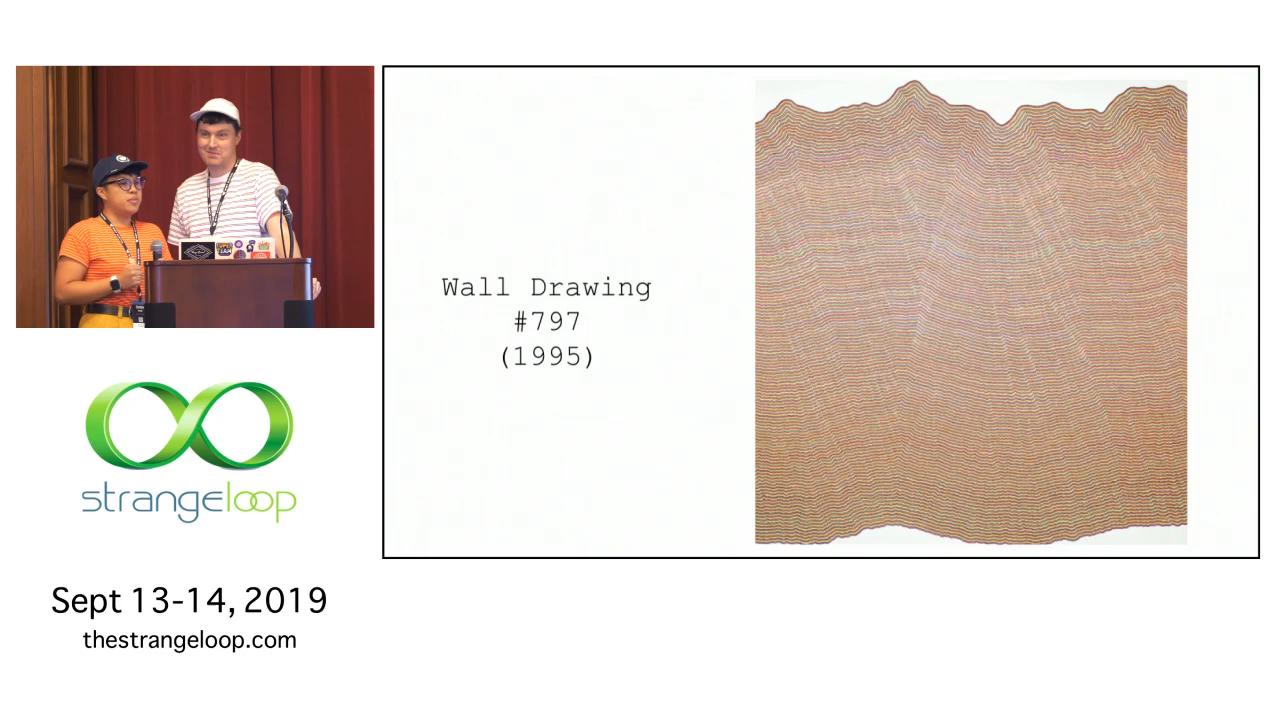 Wall Drawing
#797
(1995)
strangeloop
Sept 13-14, 2019
thestrangeloop.com